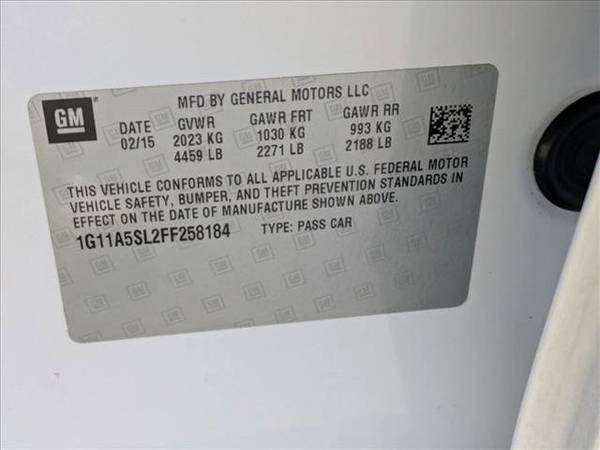 GM
MFD BY GENERAL MOTORS LLC
DATE GVWR GAWR FRT GAWR RR
02/15 2023 KG 1030 KG 993 KG
4459 LB 2271 LB 2188 LB
THIS VEHICLE CONFORMS TO ALL APPLICABLE U.S. FEDERAL MOTOR
VEHICLE SAFETY, BUMPER, AND THEFT PREVENTION STANDARDS IN
EFFECT ON THE DATE OF MANUFACTURE SHOWN ABOVE.
1G11A5SL2FF258184 TYPE: PASS CAR